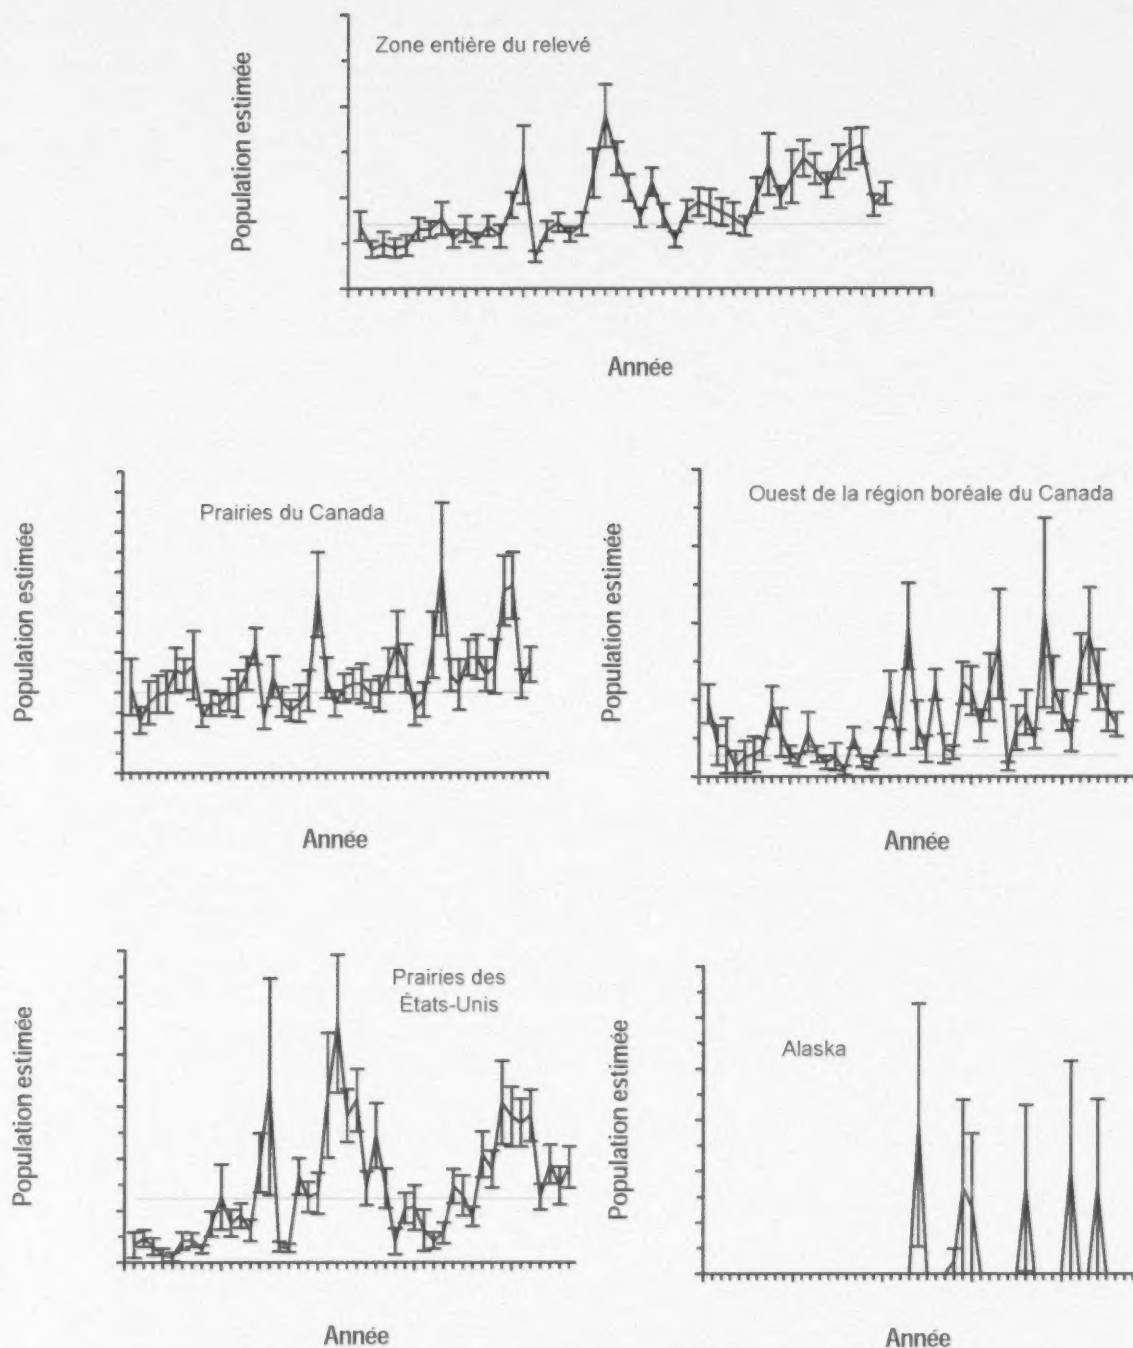 Zone entière du relevé
Population estimée
Année
Prairies du Canada
Population estimée
Année
Ouest de la région boréale du Canada
Population estimée
Année
Prairies des
États-Unis
Population estimée
Année
Alaska
Population estimée
Année